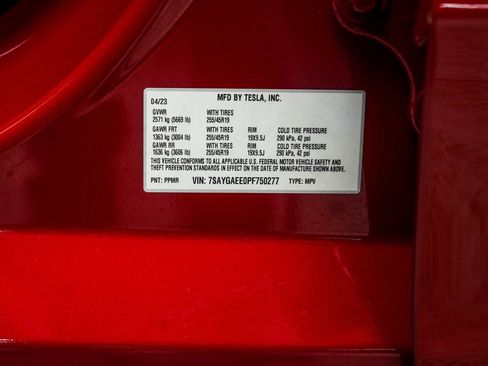 MFD BY TESLA, INC.
04/23
GVWR WITH TIRES
2571 kg (5669 lb) 255/45R19
GAWR FRT WITH TIRES RIM COLD TIRE PRESSURE
1363 kg (3004 lb) 255/45R19 19X9.5J 290 kPa, 42 psi
GAWR RR WITH TIRES RIM COLD TIRE PRESSURE
1636 kg (3606 lb) 255/45R19 19X9.5J 290 kPa, 42 psi
THIS VEHICLE CONFORMS TO ALL APPLICABLE U.S. FEDERAL MOTOR VEHICLE SAFETY AND
THEFT PREVENTION STANDARDS IN EFFECT ON THE DATE OF MANUFACTURE SHOWN ABOVE.
PNT: PPMR VIN: 7SAYGAEE0PF750277 TYPE: MPV